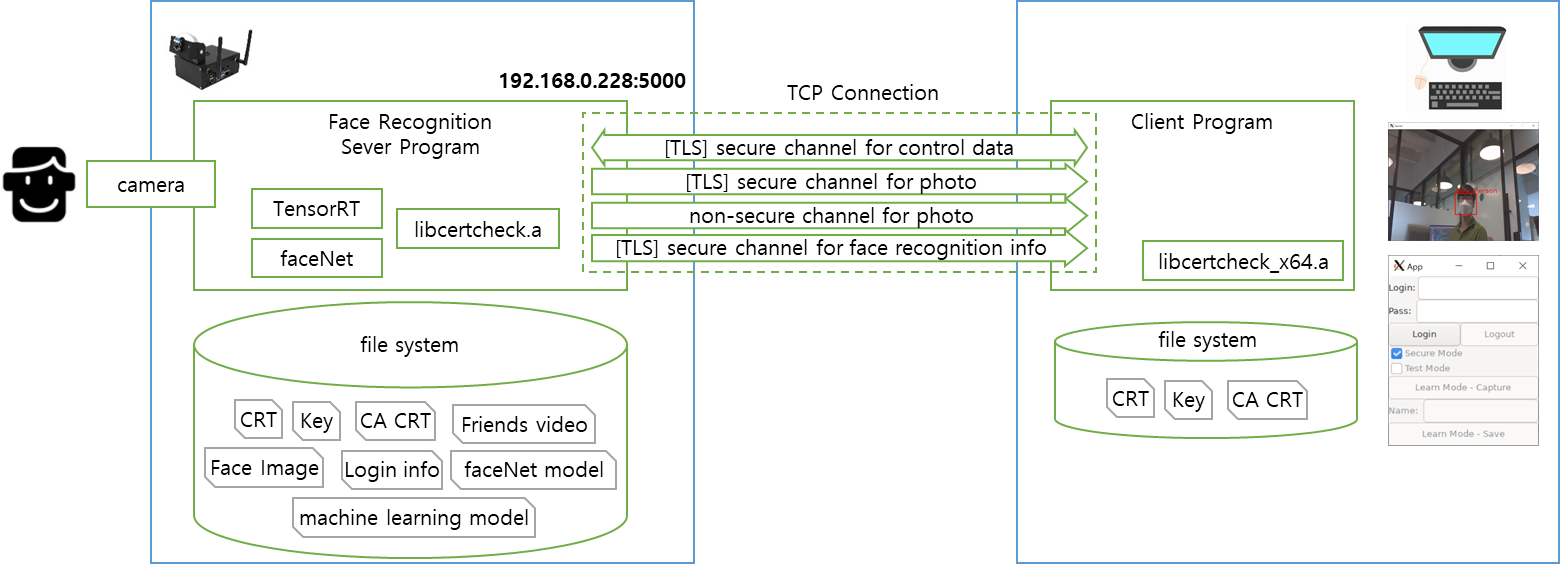 192.168.0.228:5000
TCP Connection
Face Recognition
Sever Program
camera
TensorRT
faceNet
libcertcheck.a
[TLS] secure channel for control data
[TLS] secure channel for photo
non-secure channel for photo
[TLS] secure channel for face recognition info
Client Program
libcertcheck_x64.a
file system
CRT
Key
CA CRT
Friends video
Face Image
Login info
faceNet model
machine learning model
file system
CRT
Key
CA CRT
App
Login:
Pass:
Login
Logout
Secure Mode
Test Mode
Learn Mode - Capture
Name:
Learn Mode - Save